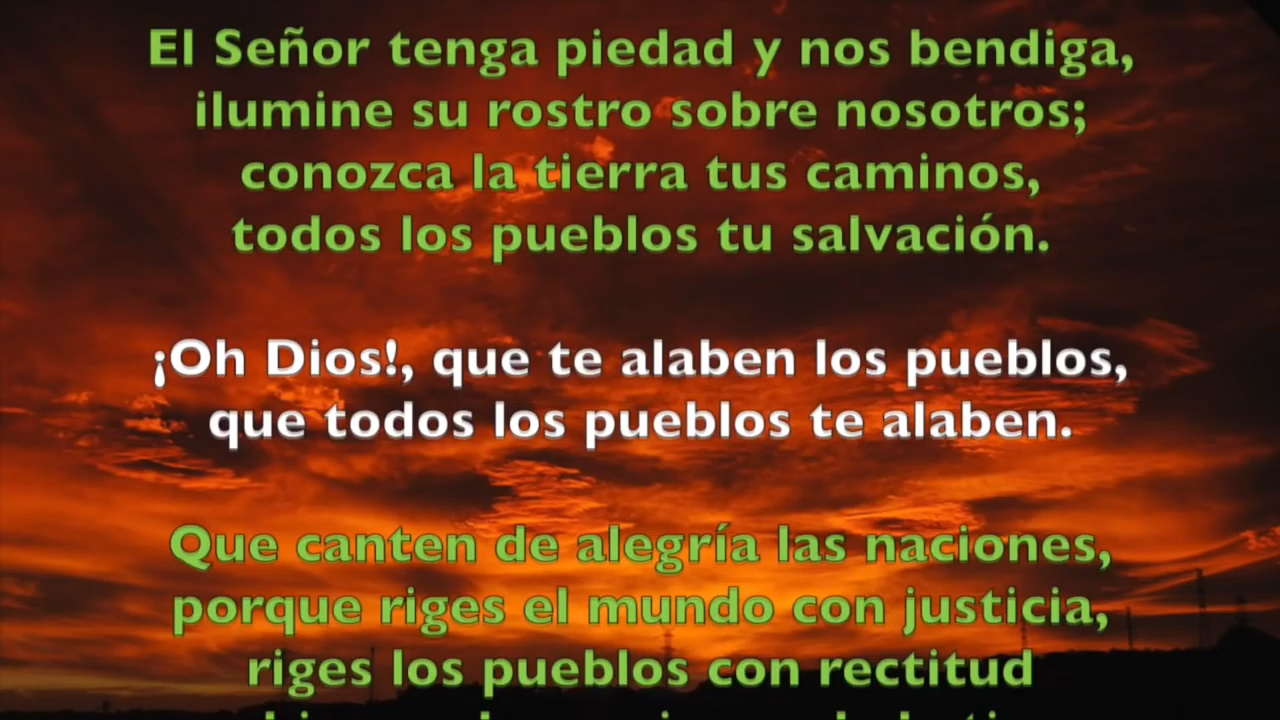 El Señor tenga piedad y nos bendiga,
ilumine su rostro sobre nosotros;
conozca la tierra tus caminos,
todos los pueblos tu salvación.
¡Oh Dios!, que te alaben los pueblos,
que todos los pueblos te alaben.
Que canten de alegría las naciones,
porque riges el mundo con justicia,
riges los pueblos con rectitud